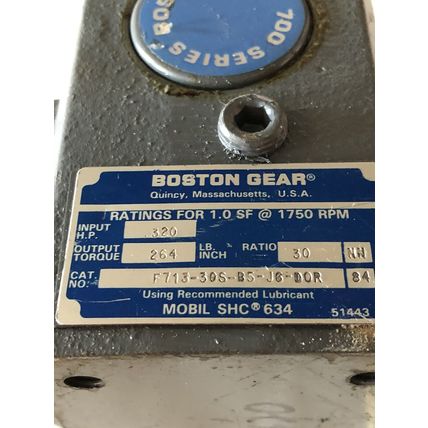 700 SERIES BOS
BOSTON GEAR®
Quincy, Massachusetts, U.S.A.
RATINGS FOR 1.0 SF @ 1750 RPM
INPUT H.P. .320
OUTPUT TORQUE 264 LB. INCH RATIO 30 NN
CAT. NO. F713-30S-B5-J6-BOR 84
Using Recommended Lubricant
MOBIL SHC® 634 51443